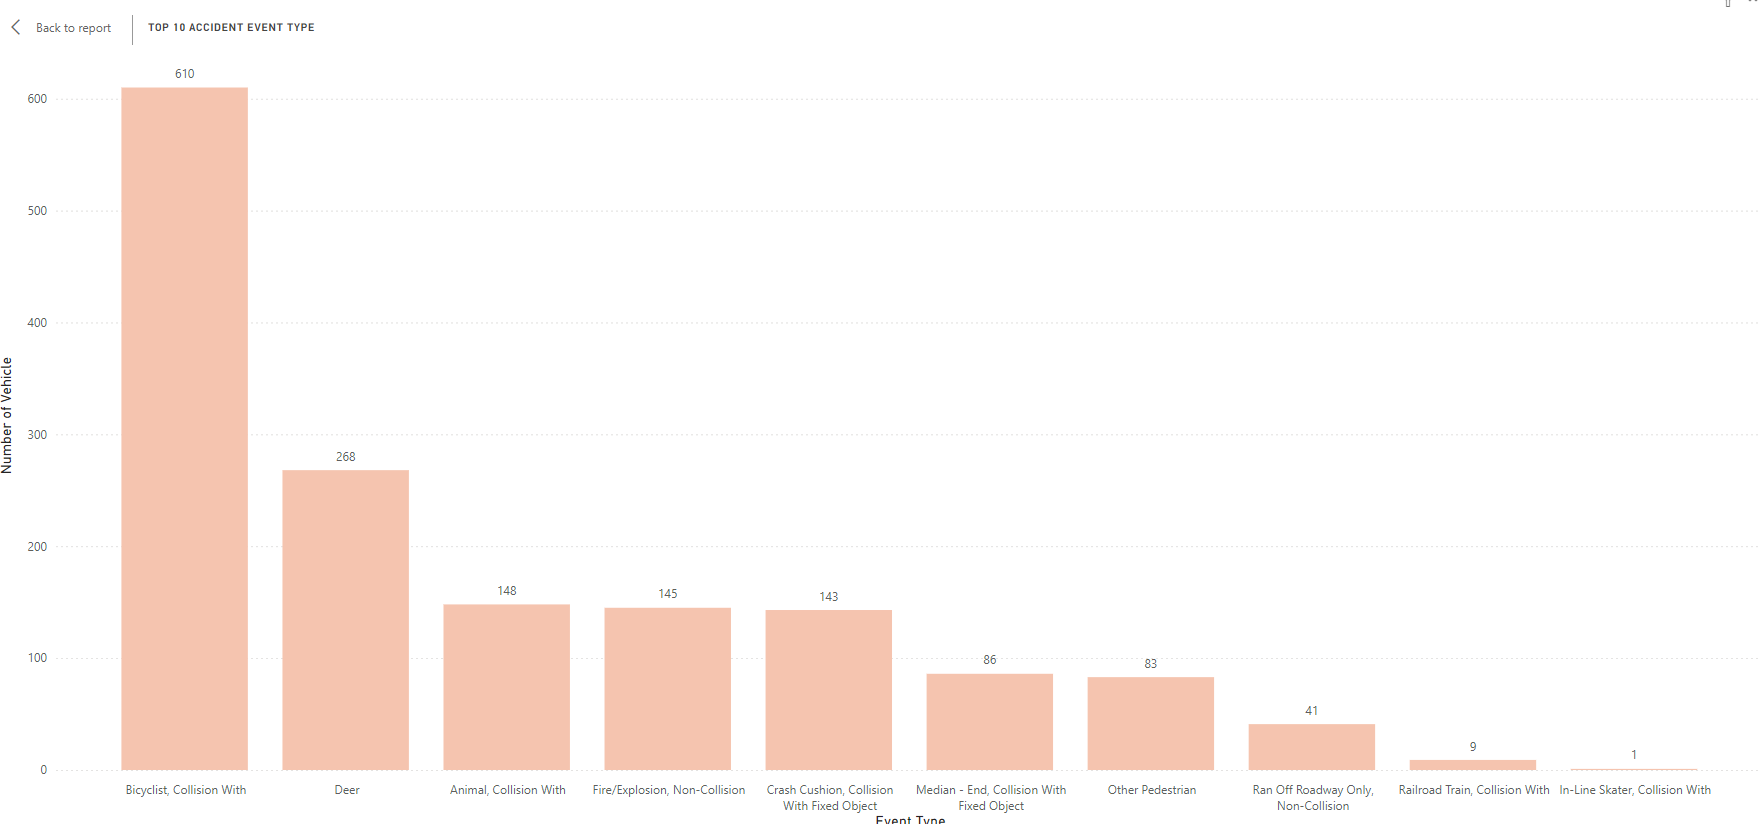 Back to report
TOP 10 ACCIDENT EVENT TYPE
610
600
500
400
300
268
200
148
145
143
100
86
83
41
9
1
0
Number of Vehicle
Bicyclist, Collision With
Deer
Animal, Collision With
Fire/Explosion, Non-Collision
Crash Cushion, Collision
With Fixed Object
Median - End, Collision With
Fixed Object
Other Pedestrian
Ran Off Roadway Only,
Non-Collision
Railroad Train, Collision With
In-Line Skater, Collision With
Event Type